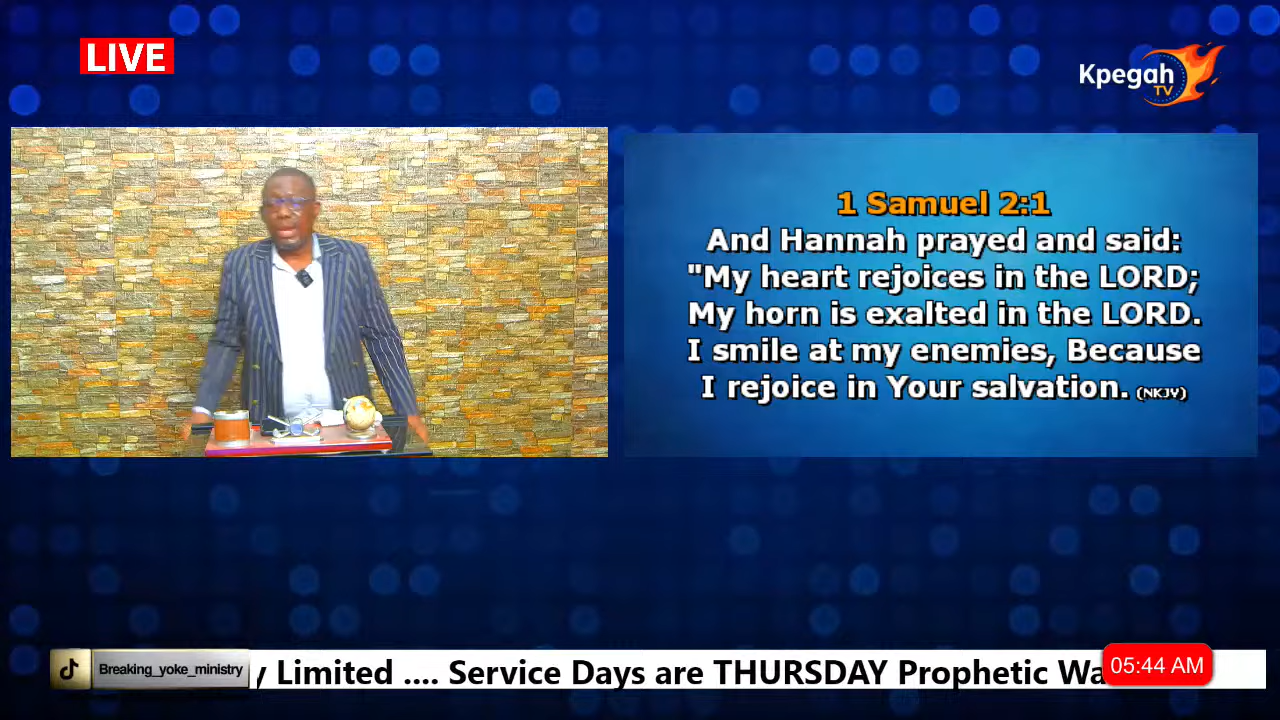 LIVE
Kpegah
TV
1 Samuel 2:1
And Hannah prayed and said:
"My heart rejoices in the LORD;
My horn is exalted in the LORD.
I smile at my enemies, Because
I rejoice in Your salvation. (NKJV)
Breaking_yoke_ministry
y Limited .... Service Days are THURSDAY Prophetic Wa
05:44 AM